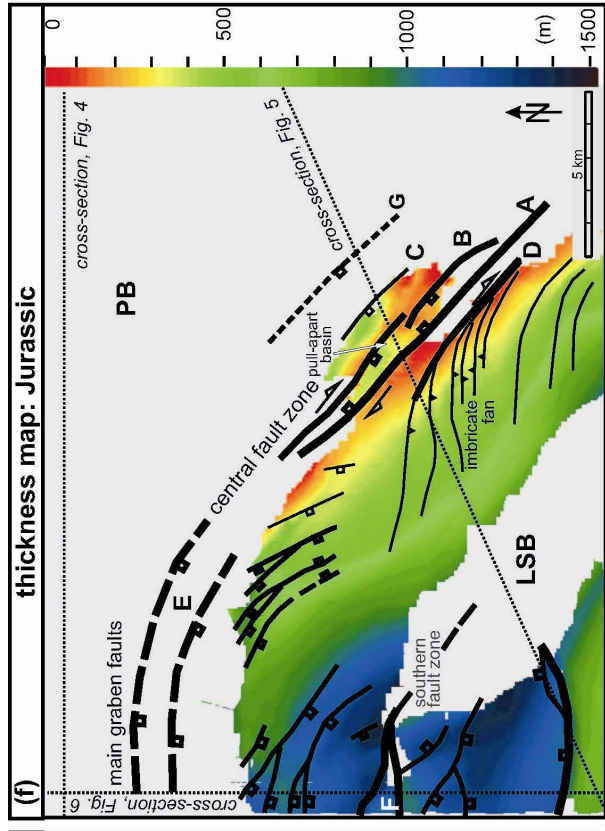 (f)
thickness map: Jurassic
0
500
1000
1500
(m)
cross-section, Fig. 4
cross-section, Fig. 5
cross-section, Fig. 6
PB
main graben faults
E
central fault zone
pull-apart
basin
G
C
B
A
D
imbricate
fan
LSB
southern
fault zone
F
N
5 km